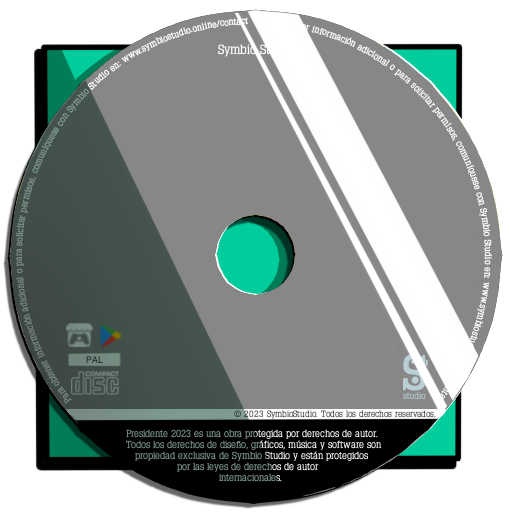 Para obtener información adicional o para solicitar permisos, comuníquese con Symbio Studio en: www.symbiostudio.online/contact
Symbio St
r información adicional o para solicitar permisos, comuníquese con Symbio Studio en: www.symbios
PAL
COMPACT
disc
S
studio
© 2023 SymbioStudio. Todos los derechos reservados.
Presidente 2023 es una obra protegida por derechos de autor.
Todos los derechos de diseño, gráficos, música y software son
propiedad exclusiva de Symbio Studio y están protegidos
por las leyes de derechos de autor
internacionales.